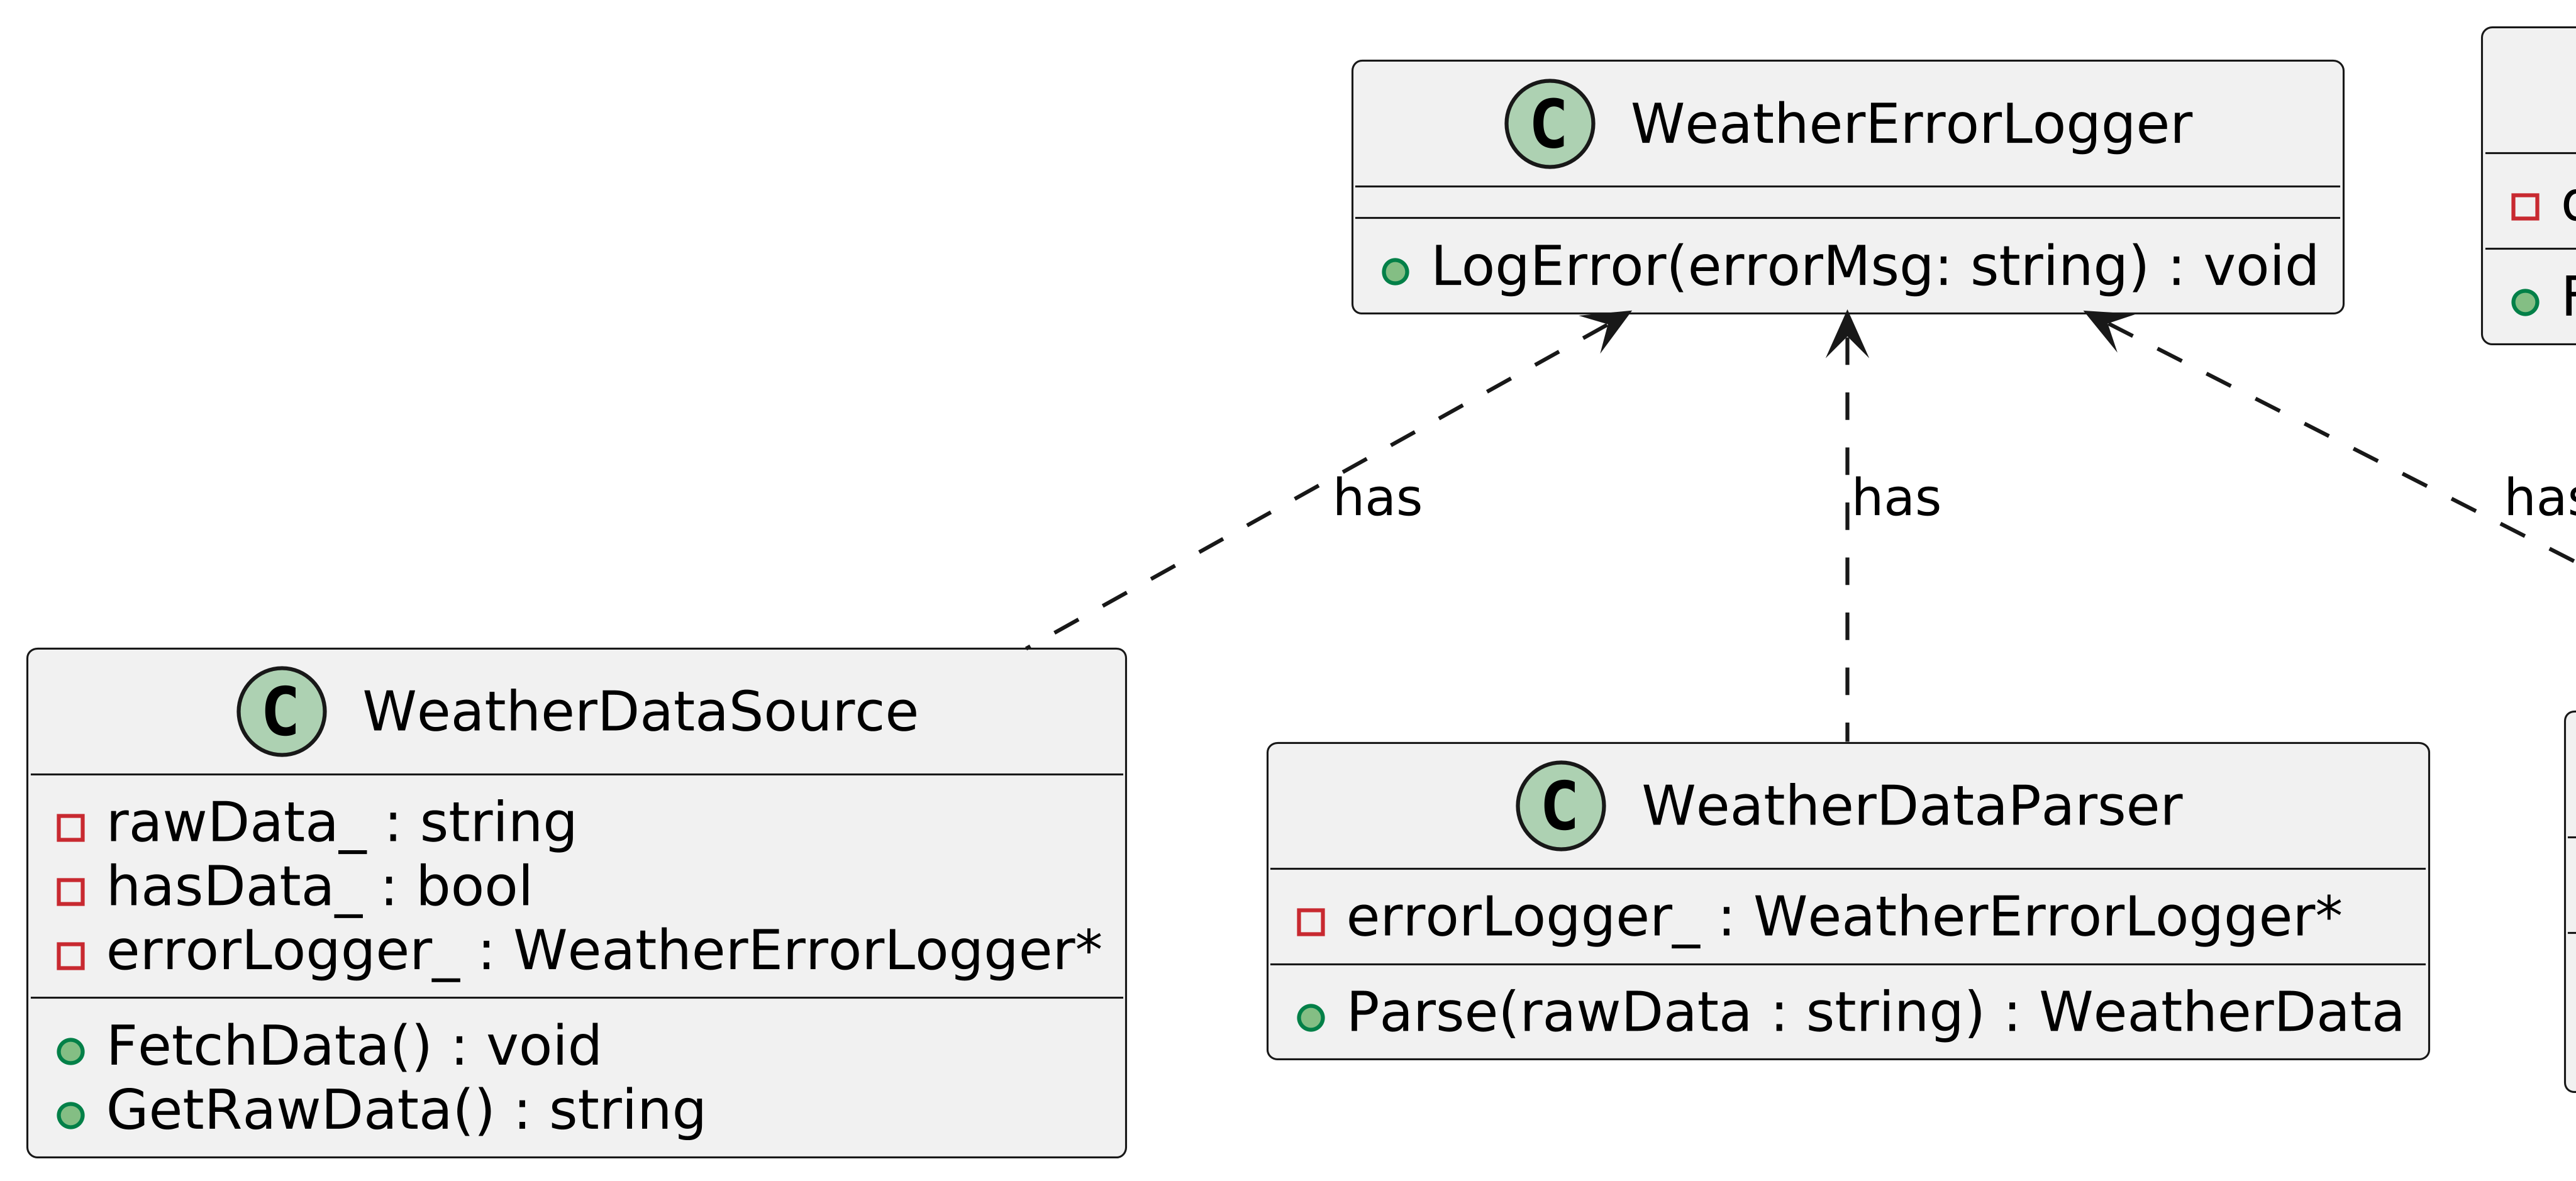 C WeatherErrorLogger
LogError(errorMsg: string) : void
has
has
C WeatherDataSource
rawData_ : string
hasData_ : bool
errorLogger_ : WeatherErrorLogger*
FetchData() : void
GetRawData() : string
C WeatherDataParser
errorLogger_ : WeatherErrorLogger*
Parse(rawData : string) : WeatherData